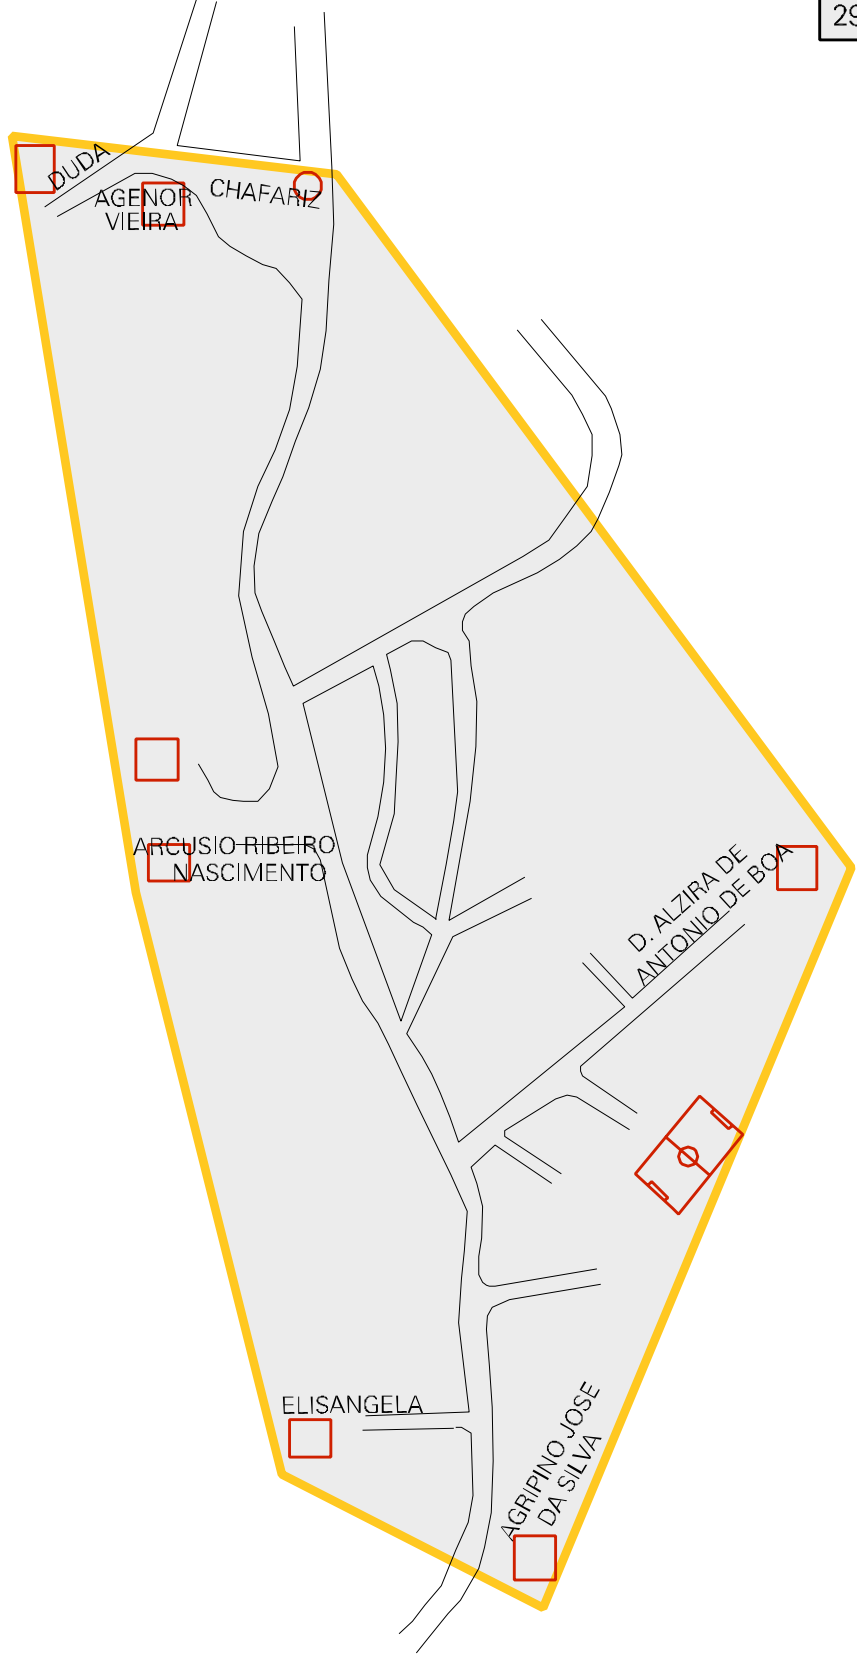 29
DUDA
AGENOR
VIEIRA
CHAFARIZ
ARCUSIO RIBEIRO
NASCIMENTO
D. ALZIRA DE
ANTONIO DE BOA
ELISANGELA
AGRIPINO JOSE
DA SILVA